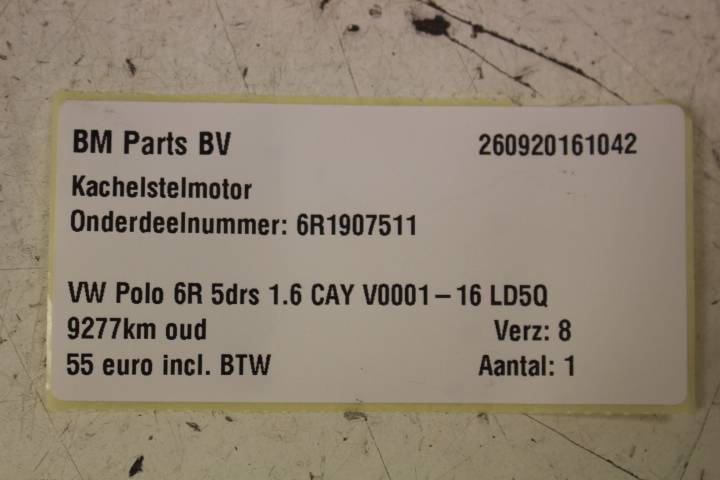 BM Parts BV 260920161042
Kachelstelmotor
Onderdeelnummer: 6R1907511
VW Polo 6R 5drs 1.6 CAY V0001-16 LD5Q
9277km oud Verz: 8
55 euro incl. BTW Aantal: 1